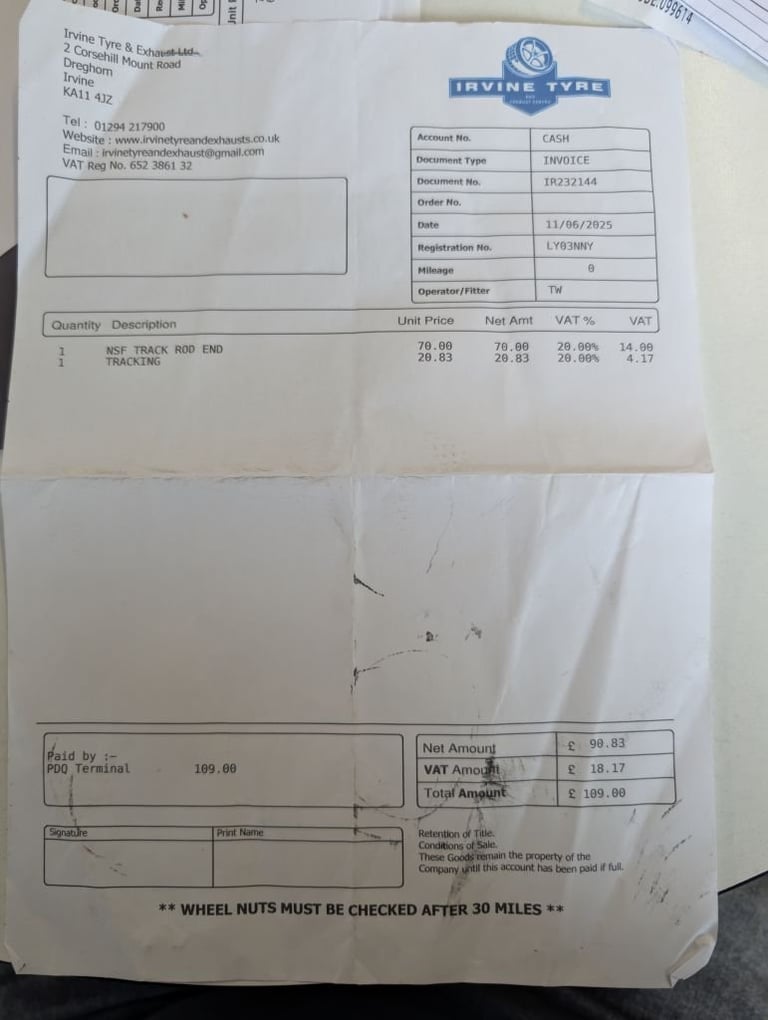 Irvine Tyre & Exhaust Ltd
2 Corsehill Mount Road
Dreghorn
Irvine
KA11 4JZ
Tel : 01294 217900
Website : www.irvinetyreandexhausts.co.uk
Email : irvinetyreandexhaust@gmail.com
VAT Reg No. 652 3861 32
IRVINE TYRE
AND
EXHAUST CENTRE
Account No. CASH
Document Type INVOICE
Document No. IR232144
Order No.
Date 11/06/2025
Registration No. LY03NNY
Mileage 0
Operator/Fitter TW
Quantity Description Unit Price Net Amt VAT % VAT
1 NSF TRACK ROD END 70.00 70.00 20.00% 14.00
1 TRACKING 20.83 20.83 20.00% 4.17
Paid by :-
PDQ Terminal 109.00
Net Amount £ 90.83
VAT Amount £ 18.17
Total Amount £ 109.00
Signature Print Name
Retention of Title.
Conditions of Sale.
These Goods remain the property of the
Company until this account has been paid if full.
** WHEEL NUTS MUST BE CHECKED AFTER 30 MILES **